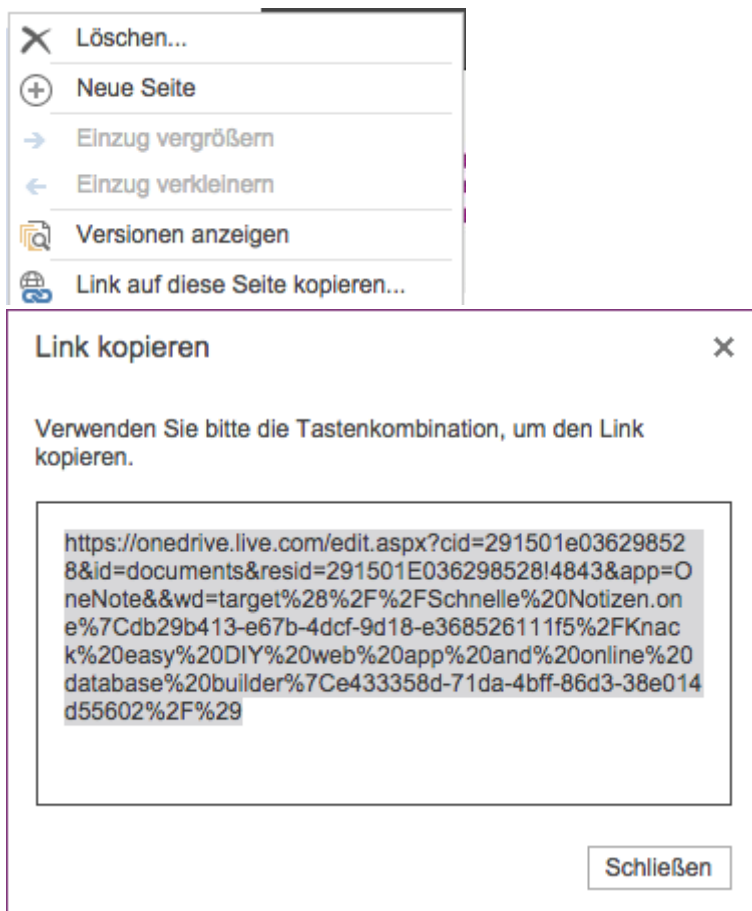 Löschen...
Neue Seite
Einzug vergrößern
Einzug verkleinern
Versionen anzeigen
Link auf diese Seite kopieren...
Link kopieren
Verwenden Sie bitte die Tastenkombination, um den Link
kopieren.
https://onedrive.live.com/edit.aspx?cid=291501e03629852
8&id=documents&resid=291501E036298528!4843&app=O
neNote&&wd=target%28%2F%2FSchnelle%20Notizen.on
e%7Cdb29b413-e67b-4dcf-9d18-e368526111f5%2FKnac
k%20easy%20DIY%20web%20app%20and%20online%20
database%20builder%7Ce433358d-71da-4bff-86d3-38e014
d55602%2F%29
Schließen